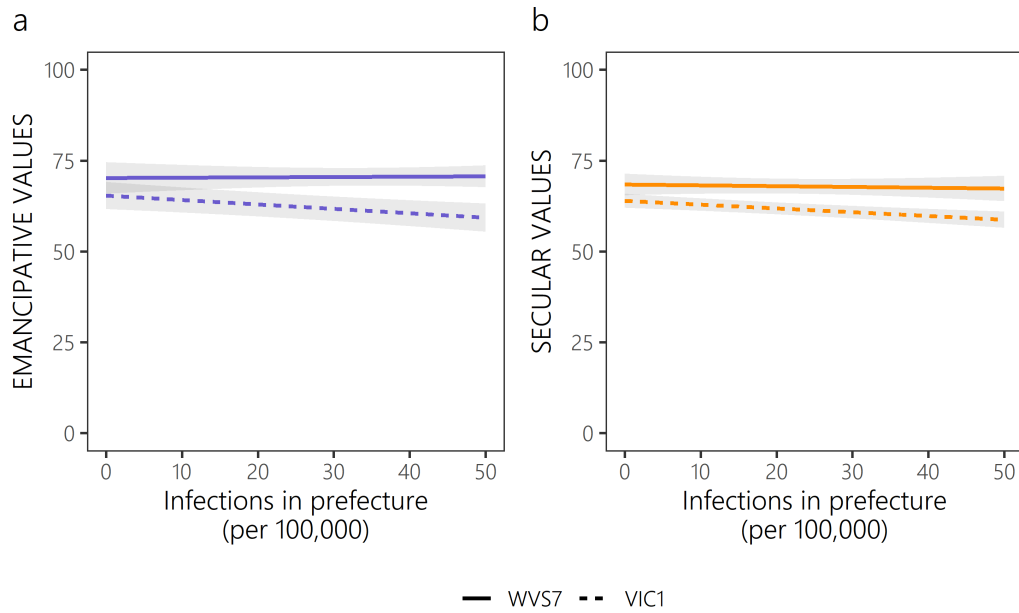 a
EMANCIPATIVE VALUES
100
75
50
25
0
0 10 20 30 40 50
Infections in prefecture
(per 100,000)
b
SECULAR VALUES
100
75
50
25
0
0 10 20 30 40 50
Infections in prefecture
(per 100,000)
WVS7 VIC1